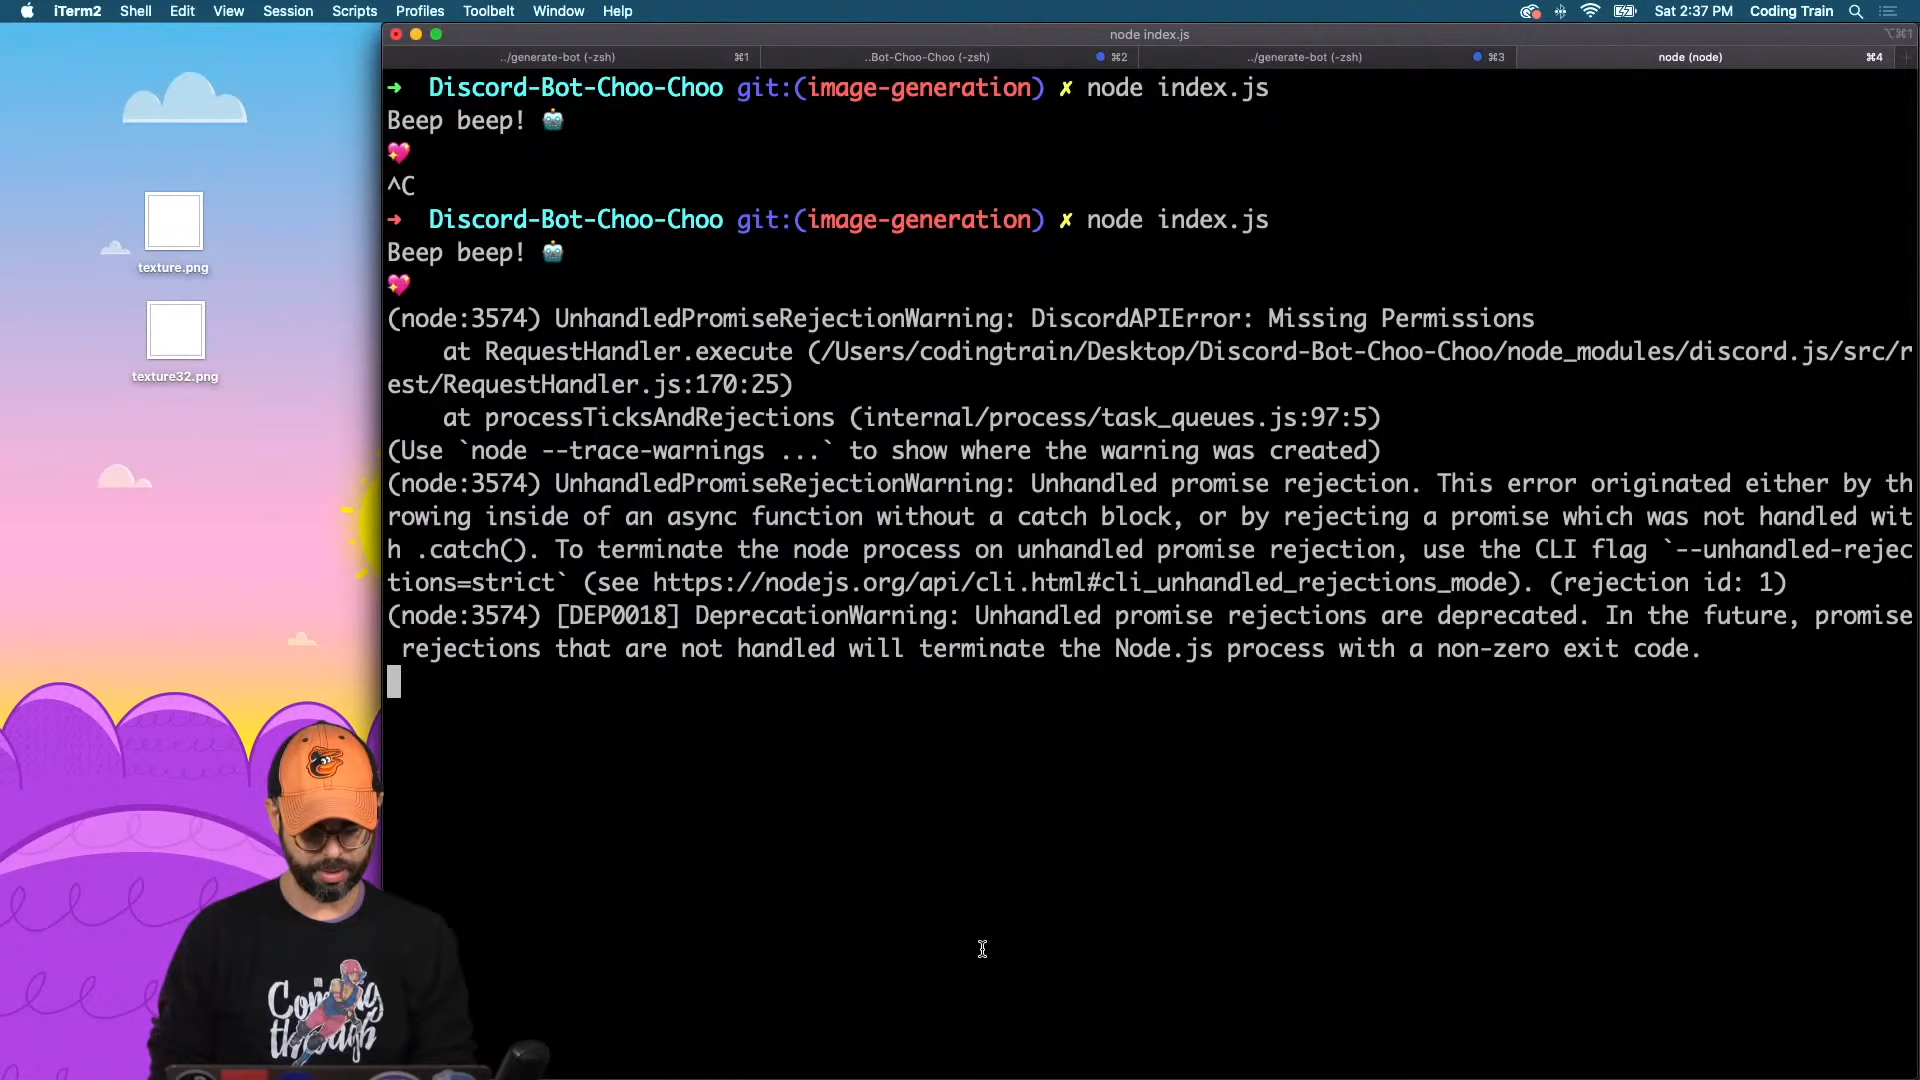 iTerm2 Shell Edit View Session Scripts Profiles Toolbelt Window Help Sat 2:37 PM Coding Train
node index.js ⌥⌘1
../generate-bot (-zsh) ⌘1 ..Bot-Choo-Choo (-zsh) ⌘2 ../generate-bot (-zsh) ⌘3 node (node) ⌘4
➜ Discord-Bot-Choo-Choo git:(image-generation) ✗ node index.js
Beep beep! 🤖
💖
^C
➜ Discord-Bot-Choo-Choo git:(image-generation) ✗ node index.js
Beep beep! 🤖
💖
(node:3574) UnhandledPromiseRejectionWarning: DiscordAPIError: Missing Permissions
at RequestHandler.execute (/Users/codingtrain/Desktop/Discord-Bot-Choo-Choo/node_modules/discord.js/src/r
est/RequestHandler.js:170:25)
at processTicksAndRejections (internal/process/task_queues.js:97:5)
(Use `node --trace-warnings ...` to show where the warning was created)
(node:3574) UnhandledPromiseRejectionWarning: Unhandled promise rejection. This error originated either by th
rowing inside of an async function without a catch block, or by rejecting a promise which was not handled wit
h .catch(). To terminate the node process on unhandled promise rejection, use the CLI flag `--unhandled-rejec
tions=strict` (see https://nodejs.org/api/cli.html#cli_unhandled_rejections_mode). (rejection id: 1)
(node:3574) [DEP0018] DeprecationWarning: Unhandled promise rejections are deprecated. In the future, promise
rejections that are not handled will terminate the Node.js process with a non-zero exit code.
texture.png
texture32.png
through